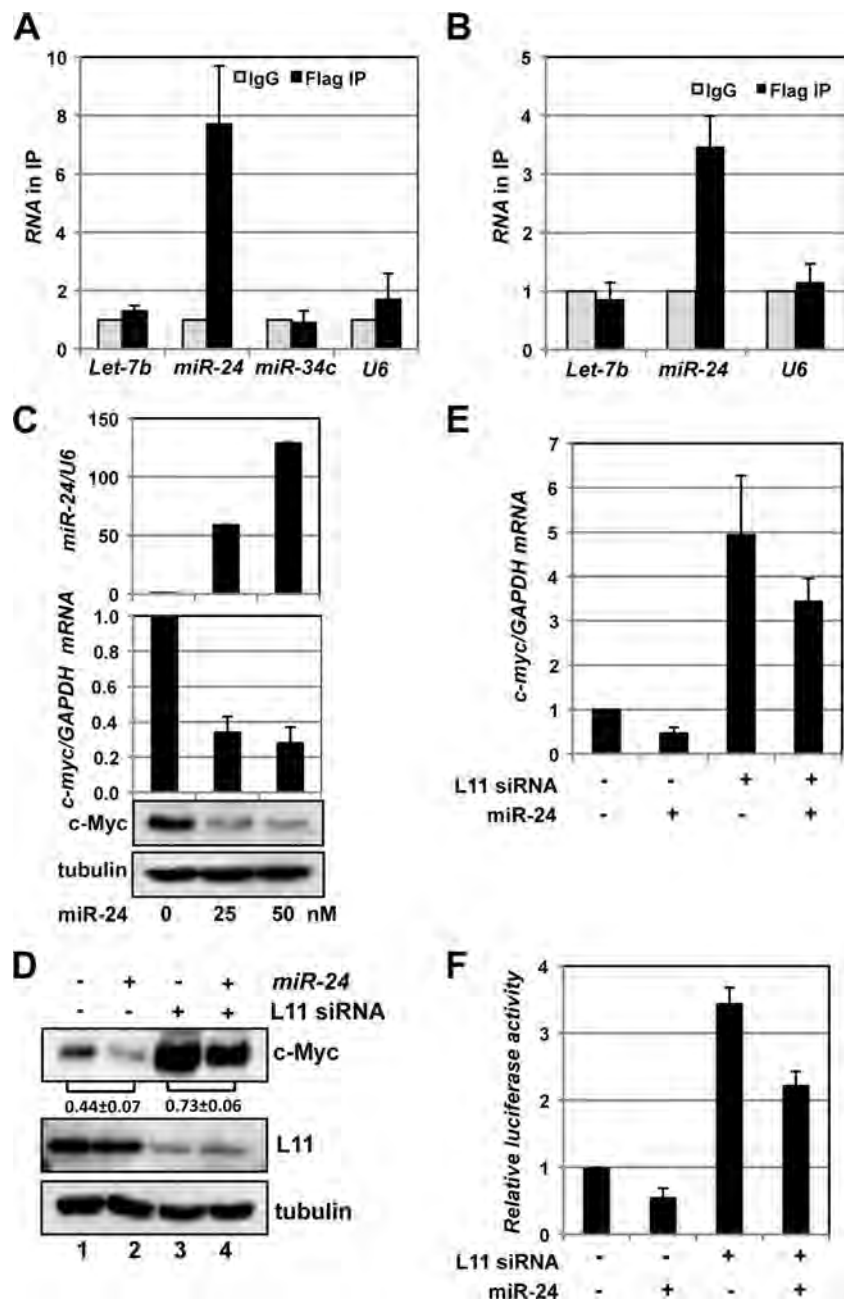 A
10
8
6
4
2
0
RNA in IP
IgG Flag IP
Let-7b miR-24 miR-34c U6
B
5
4
3
2
1
0
RNA in IP
IgG Flag IP
Let-7b miR-24 U6
C
150
100
50
0
miR-24/U6
1.0
0.8
0.6
0.4
0.2
0.0
c-myc/GAPDH mRNA
c-Myc
tubulin
miR-24 0 25 50 nM
E
7
6
5
4
3
2
1
0
c-myc/GAPDH mRNA
L11 siRNA - - + +
miR-24 - + - +
D
- + - + miR-24
- - + + L11 siRNA
c-Myc
0.44±0.07 0.73±0.06
L11
tubulin
1 2 3 4
F
4
3
2
1
0
Relative luciferase activity
L11 siRNA - - + +
miR-24 - + - +